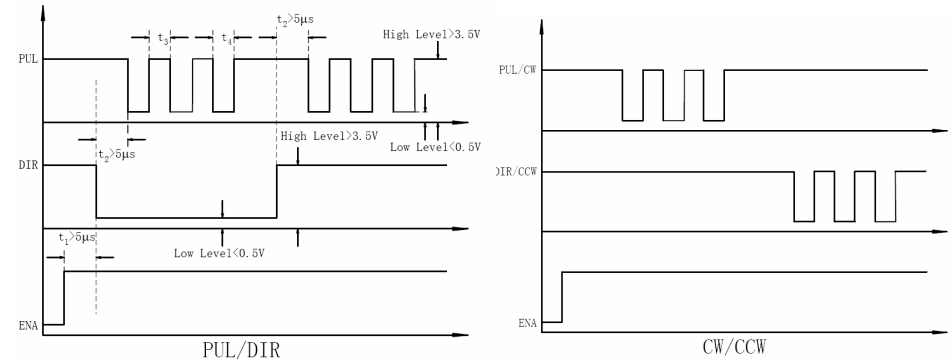 t2>5μs
t3
t4
High Level>3.5V
PUL
t2>5μs
High Level>3.5V
Low Level<0.5V
DIR
t1>5μs
Low Level<0.5V
ENA
PUL/DIR
PUL/CW
DIR/CCW
ENA
CW/CCW